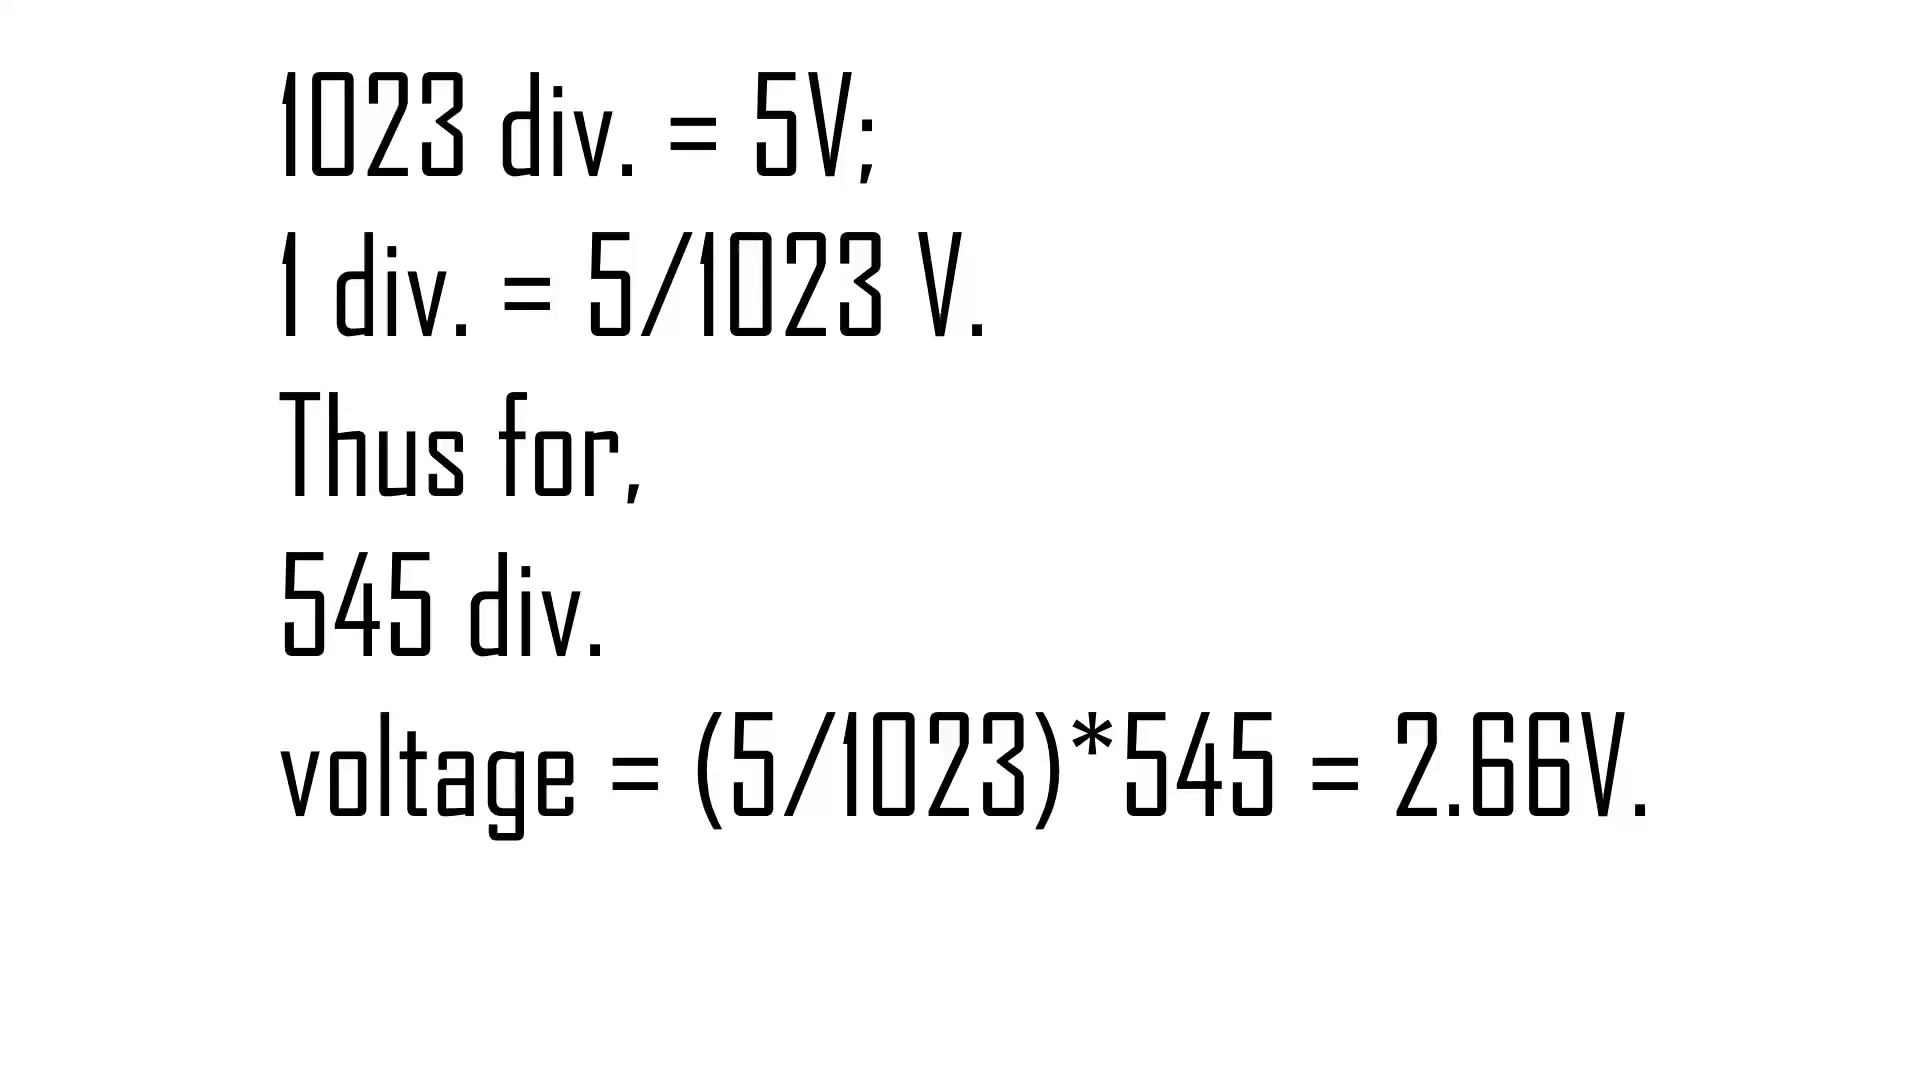 1023 div. = 5V;
1 div. = 5/1023 V.
Thus for,
545 div.
voltage = (5/1023)*545 = 2.66V.